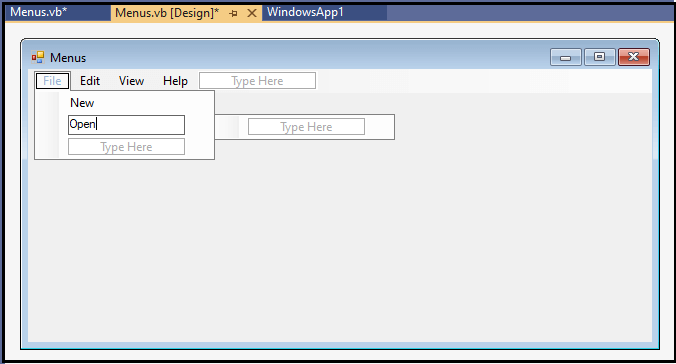 Menus.vb* Menus.vb [Design]* WindowsApp1
Menus
File Edit View Help Type Here
New
Open Type Here
Type Here